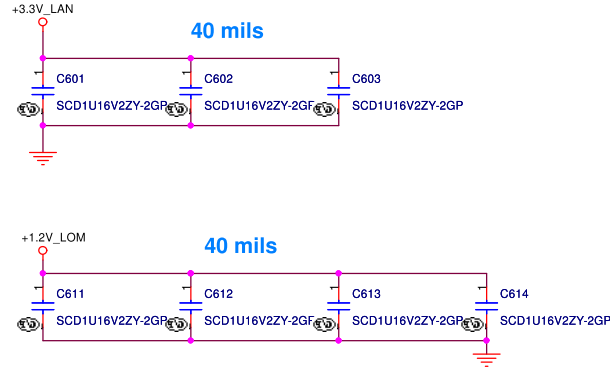 +3.3V_LAN
40 mils
C601 C602 C603
SCD1U16V2ZY-2GP SCD1U16V2ZY-2GP SCD1U16V2ZY-2GP
+1.2V_LOM
40 mils
C611 C612 C613 C614
SCD1U16V2ZY-2GP SCD1U16V2ZY-2GP SCD1U16V2ZY-2GP SCD1U16V2ZY-2GP